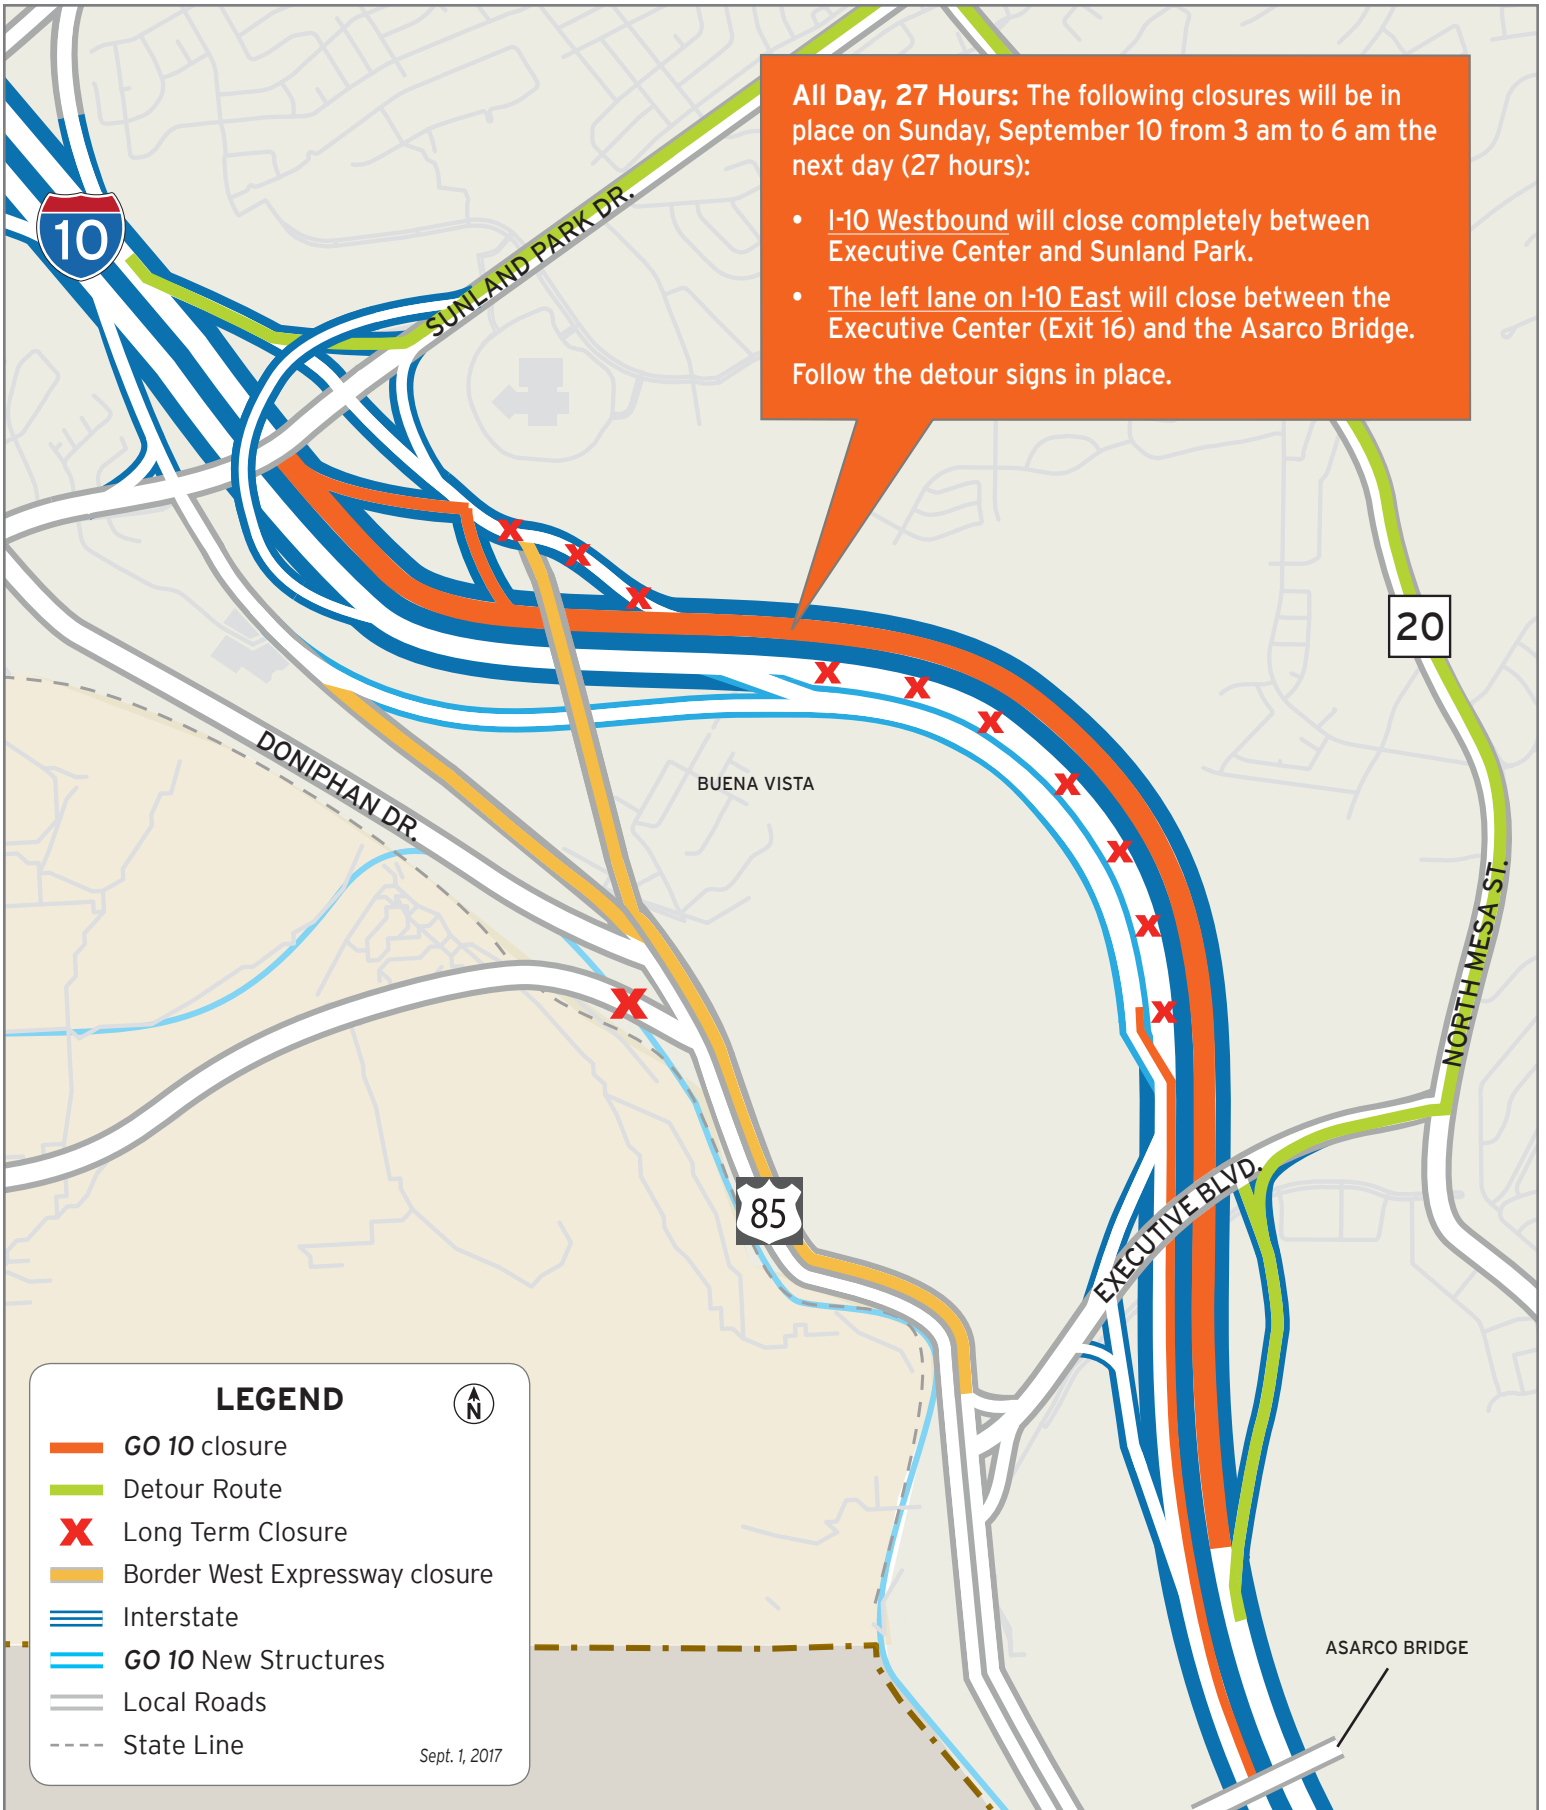 All Day, 27 Hours: The following closures will be in
place on Sunday, September 10 from 3 am to 6 am the
next day (27 hours):
• I-10 Westbound will close completely between
Executive Center and Sunland Park.
• The left lane on I-10 East will close between the
Executive Center (Exit 16) and the Asarco Bridge.
Follow the detour signs in place.
10
SUNLAND PARK DR.
20
DONIPHAN DR.
BUENA VISTA
NORTH MESA ST.
85
EXECUTIVE BLVD.
ASARCO BRIDGE
LEGEND
N
GO 10 closure
Detour Route
X Long Term Closure
Border West Expressway closure
Interstate
GO 10 New Structures
Local Roads
State Line
Sept. 1, 2017